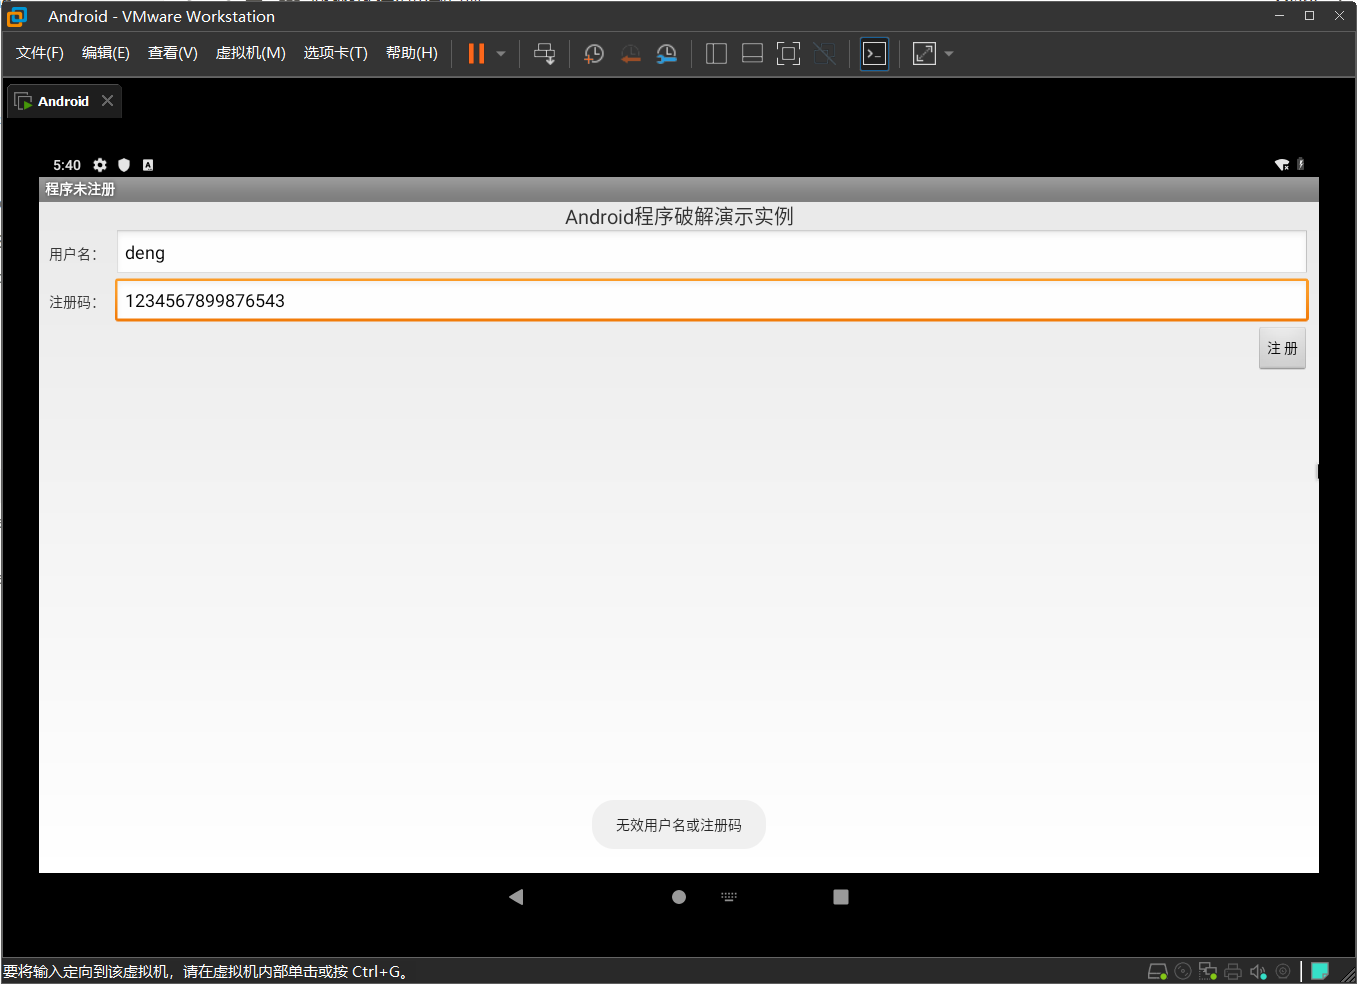 Android - VMware Workstation
文件(F) 编辑(E) 查看(V) 虚拟机(M) 选项卡(T) 帮助(H)
Android
5:40
程序未注册
Android程序破解演示实例
用户名： deng
注册码： 1234567899876543
注 册
无效用户名或注册码
要将输入定向到该虚拟机，请在虚拟机内部单击或按 Ctrl+G。